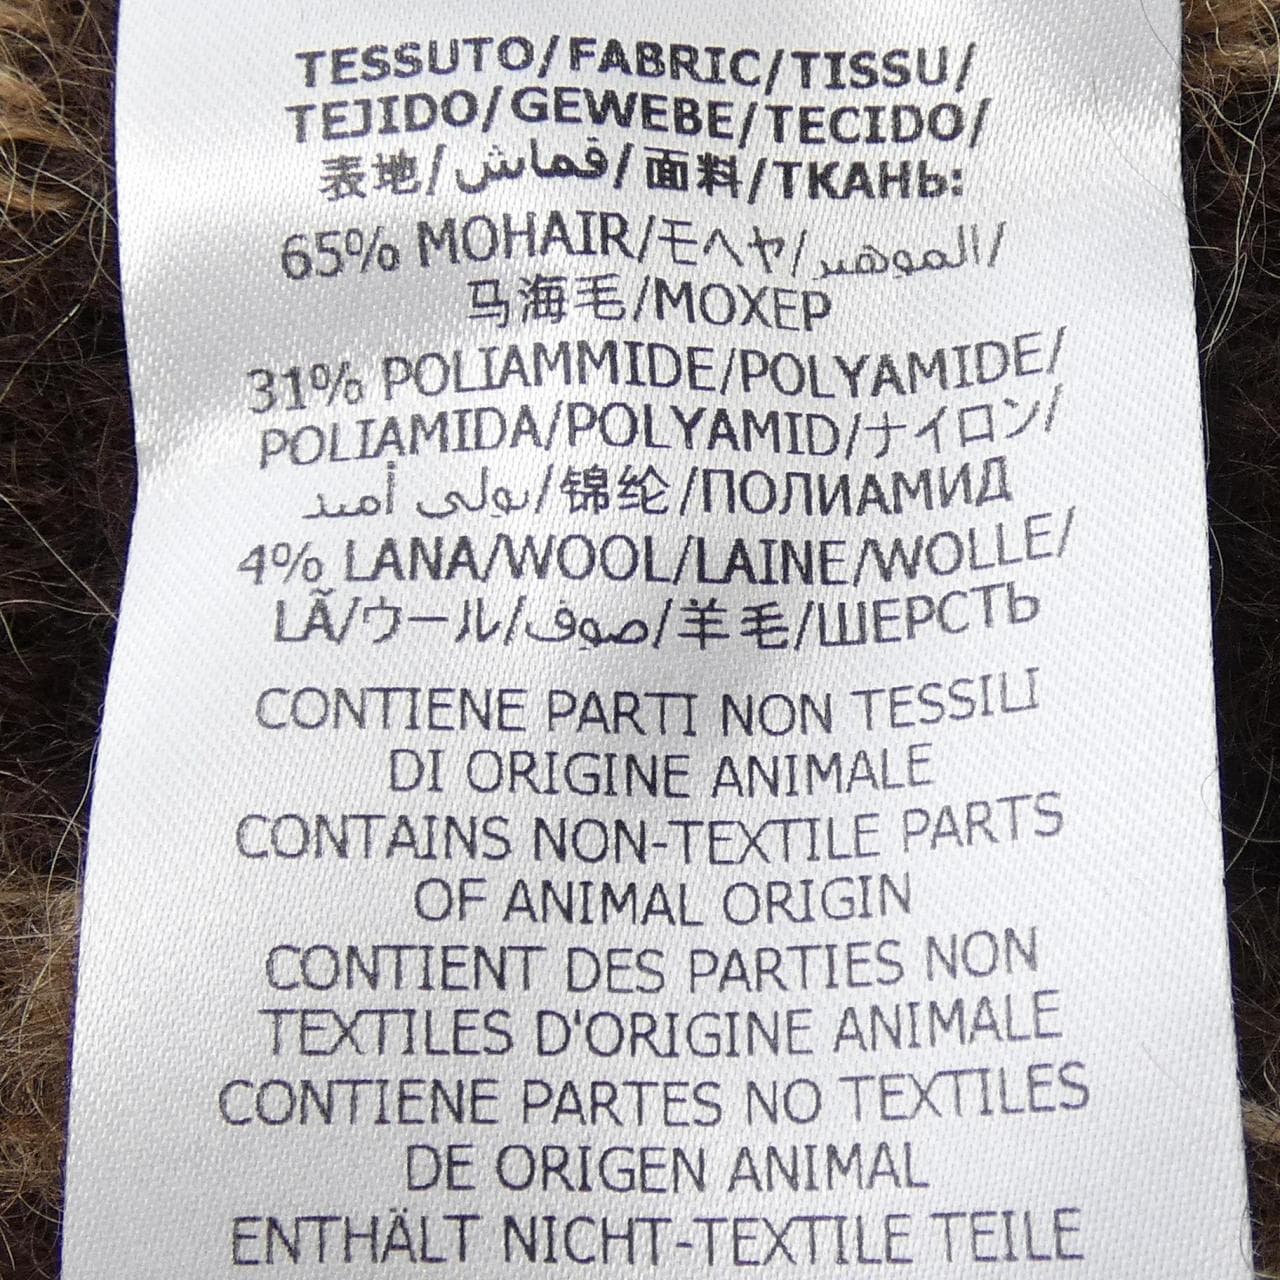 TESSUTO/FABRIC/TISSU/
TEJIDO/GEWEBE/TECIDO/
表地/قماش/面料/ТКАНЬ:
65% MOHAIR/モヘヤ/الموهير/
马海毛/МОХЕР
31% POLIAMMIDE/POLYAMIDE/
POLIAMIDA/POLYAMID/ナイロン/
بولي أميد/锦纶/ПОЛИАМИД
4% LANA/WOOL/LAINE/WOLLE/
LÃ/ウール/صوف/羊毛/ШЕРСТЬ
CONTIENE PARTI NON TESSILI
DI ORIGINE ANIMALE
CONTAINS NON-TEXTILE PARTS
OF ANIMAL ORIGIN
CONTIENT DES PARTIES NON
TEXTILES D'ORIGINE ANIMALE
CONTIENE PARTES NO TEXTILES
DE ORIGEN ANIMAL
ENTHÄLT NICHT-TEXTILE TEILE